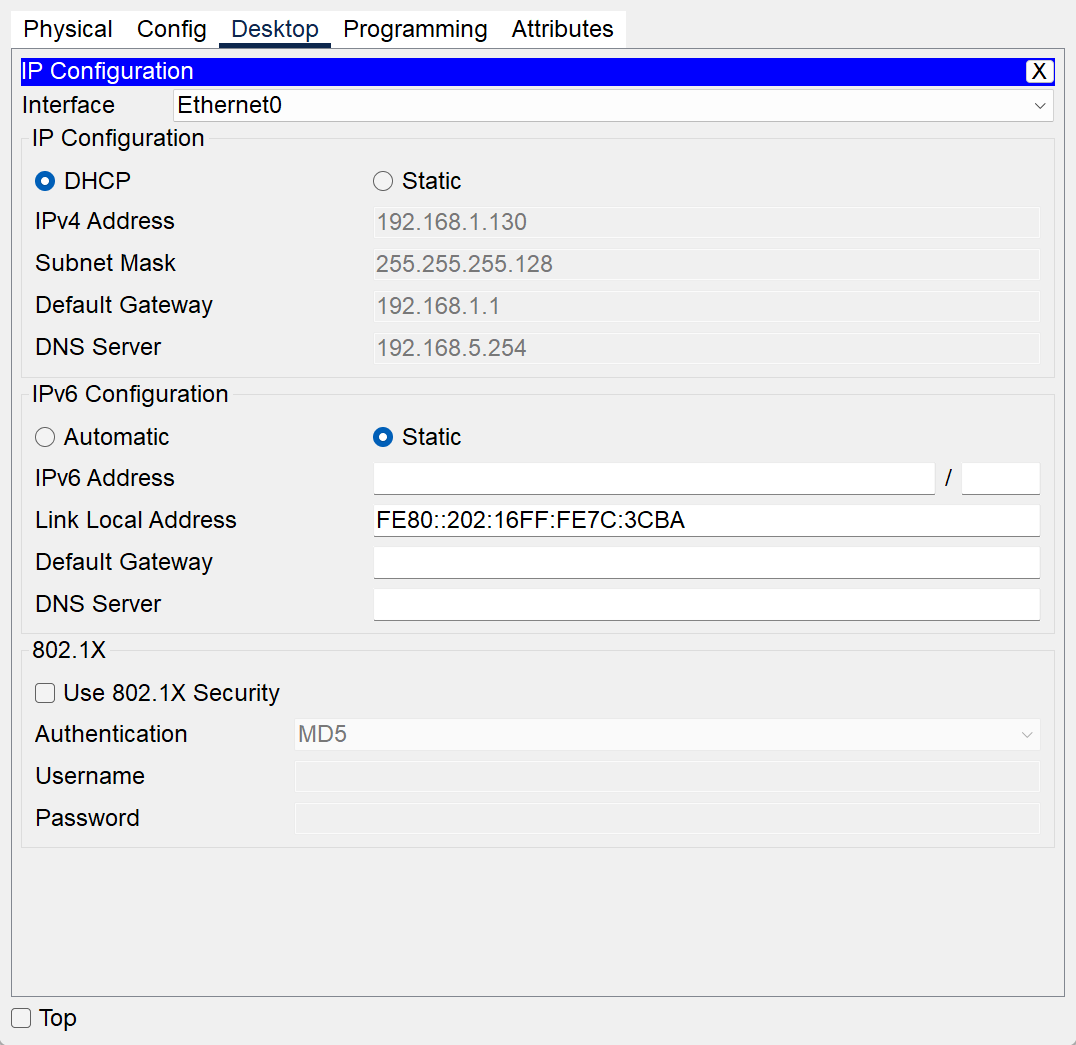 Physical Config Desktop Programming Attributes
IP Configuration X
Interface Ethernet0
IP Configuration
DHCP Static
IPv4 Address 192.168.1.130
Subnet Mask 255.255.255.128
Default Gateway 192.168.1.1
DNS Server 192.168.5.254
IPv6 Configuration
Automatic Static
IPv6 Address /
Link Local Address FE80::202:16FF:FE7C:3CBA
Default Gateway
DNS Server
802.1X
Use 802.1X Security
Authentication MD5
Username
Password
Top